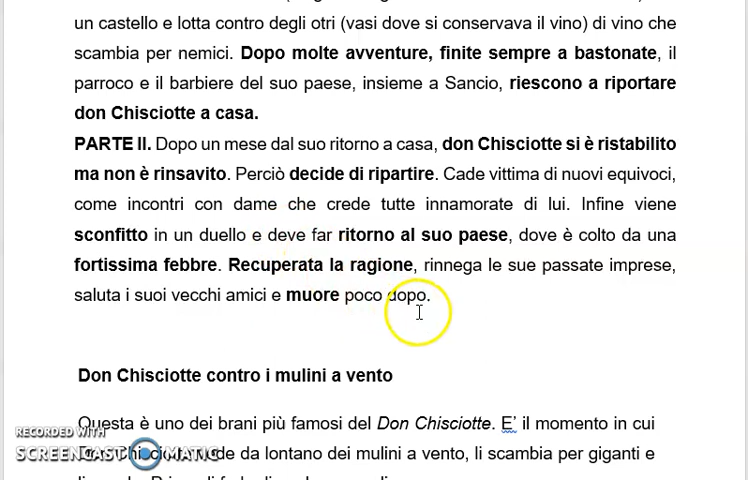 un castello e lotta contro degli otri (vasi dove si conservava il vino) di vino che
scambia per nemici. Dopo molte avventure, finite sempre a bastonate, il
parroco e il barbiere del suo paese, insieme a Sancio, riescono a riportare
don Chisciotte a casa.
PARTE II. Dopo un mese dal suo ritorno a casa, don Chisciotte si è ristabilito
ma non è rinsavito. Perciò decide di ripartire. Cade vittima di nuovi equivoci,
come incontri con dame che crede tutte innamorate di lui. Infine viene
sconfitto in un duello e deve far ritorno al suo paese, dove è colto da una
fortissima febbre. Recuperata la ragione, rinnega le sue passate imprese,
saluta i suoi vecchi amici e muore poco dopo.
Don Chisciotte contro i mulini a vento
Questa è uno dei brani più famosi del Don Chisciotte. E’ il momento in cui
Don Chisciotte vede da lontano dei mulini a vento, li scambia per giganti e
RECORDED WITH
SCREENCAST-O-MATIC